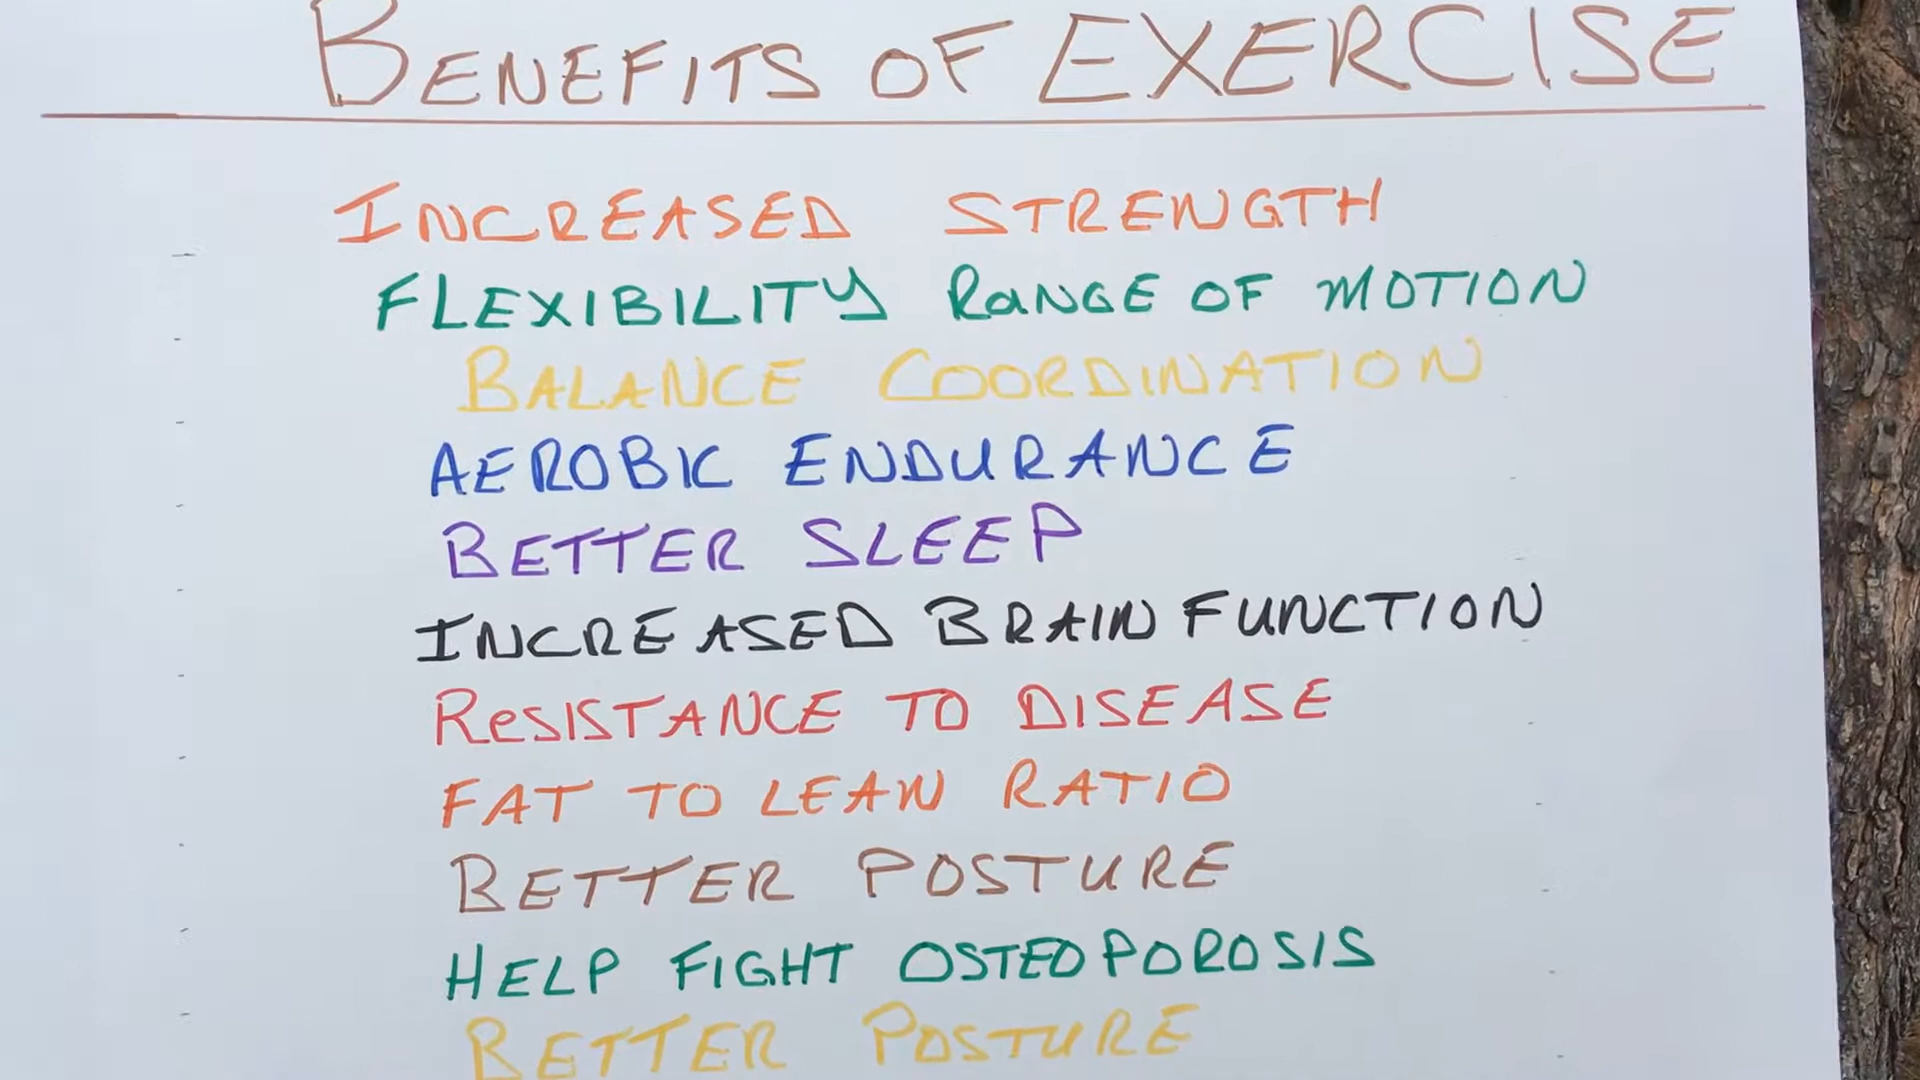 BENEFITS OF EXERCISE
INCREASED STRENGTH
FLEXIBILITY RANGE OF MOTION
BALANCE COORDINATION
AEROBIC ENDURANCE
BETTER SLEEP
INCREASED BRAIN FUNCTION
RESISTANCE TO DISEASE
FAT TO LEAN RATIO
BETTER POSTURE
HELP FIGHT OSTEOPOROSIS
BETTER POSTURE